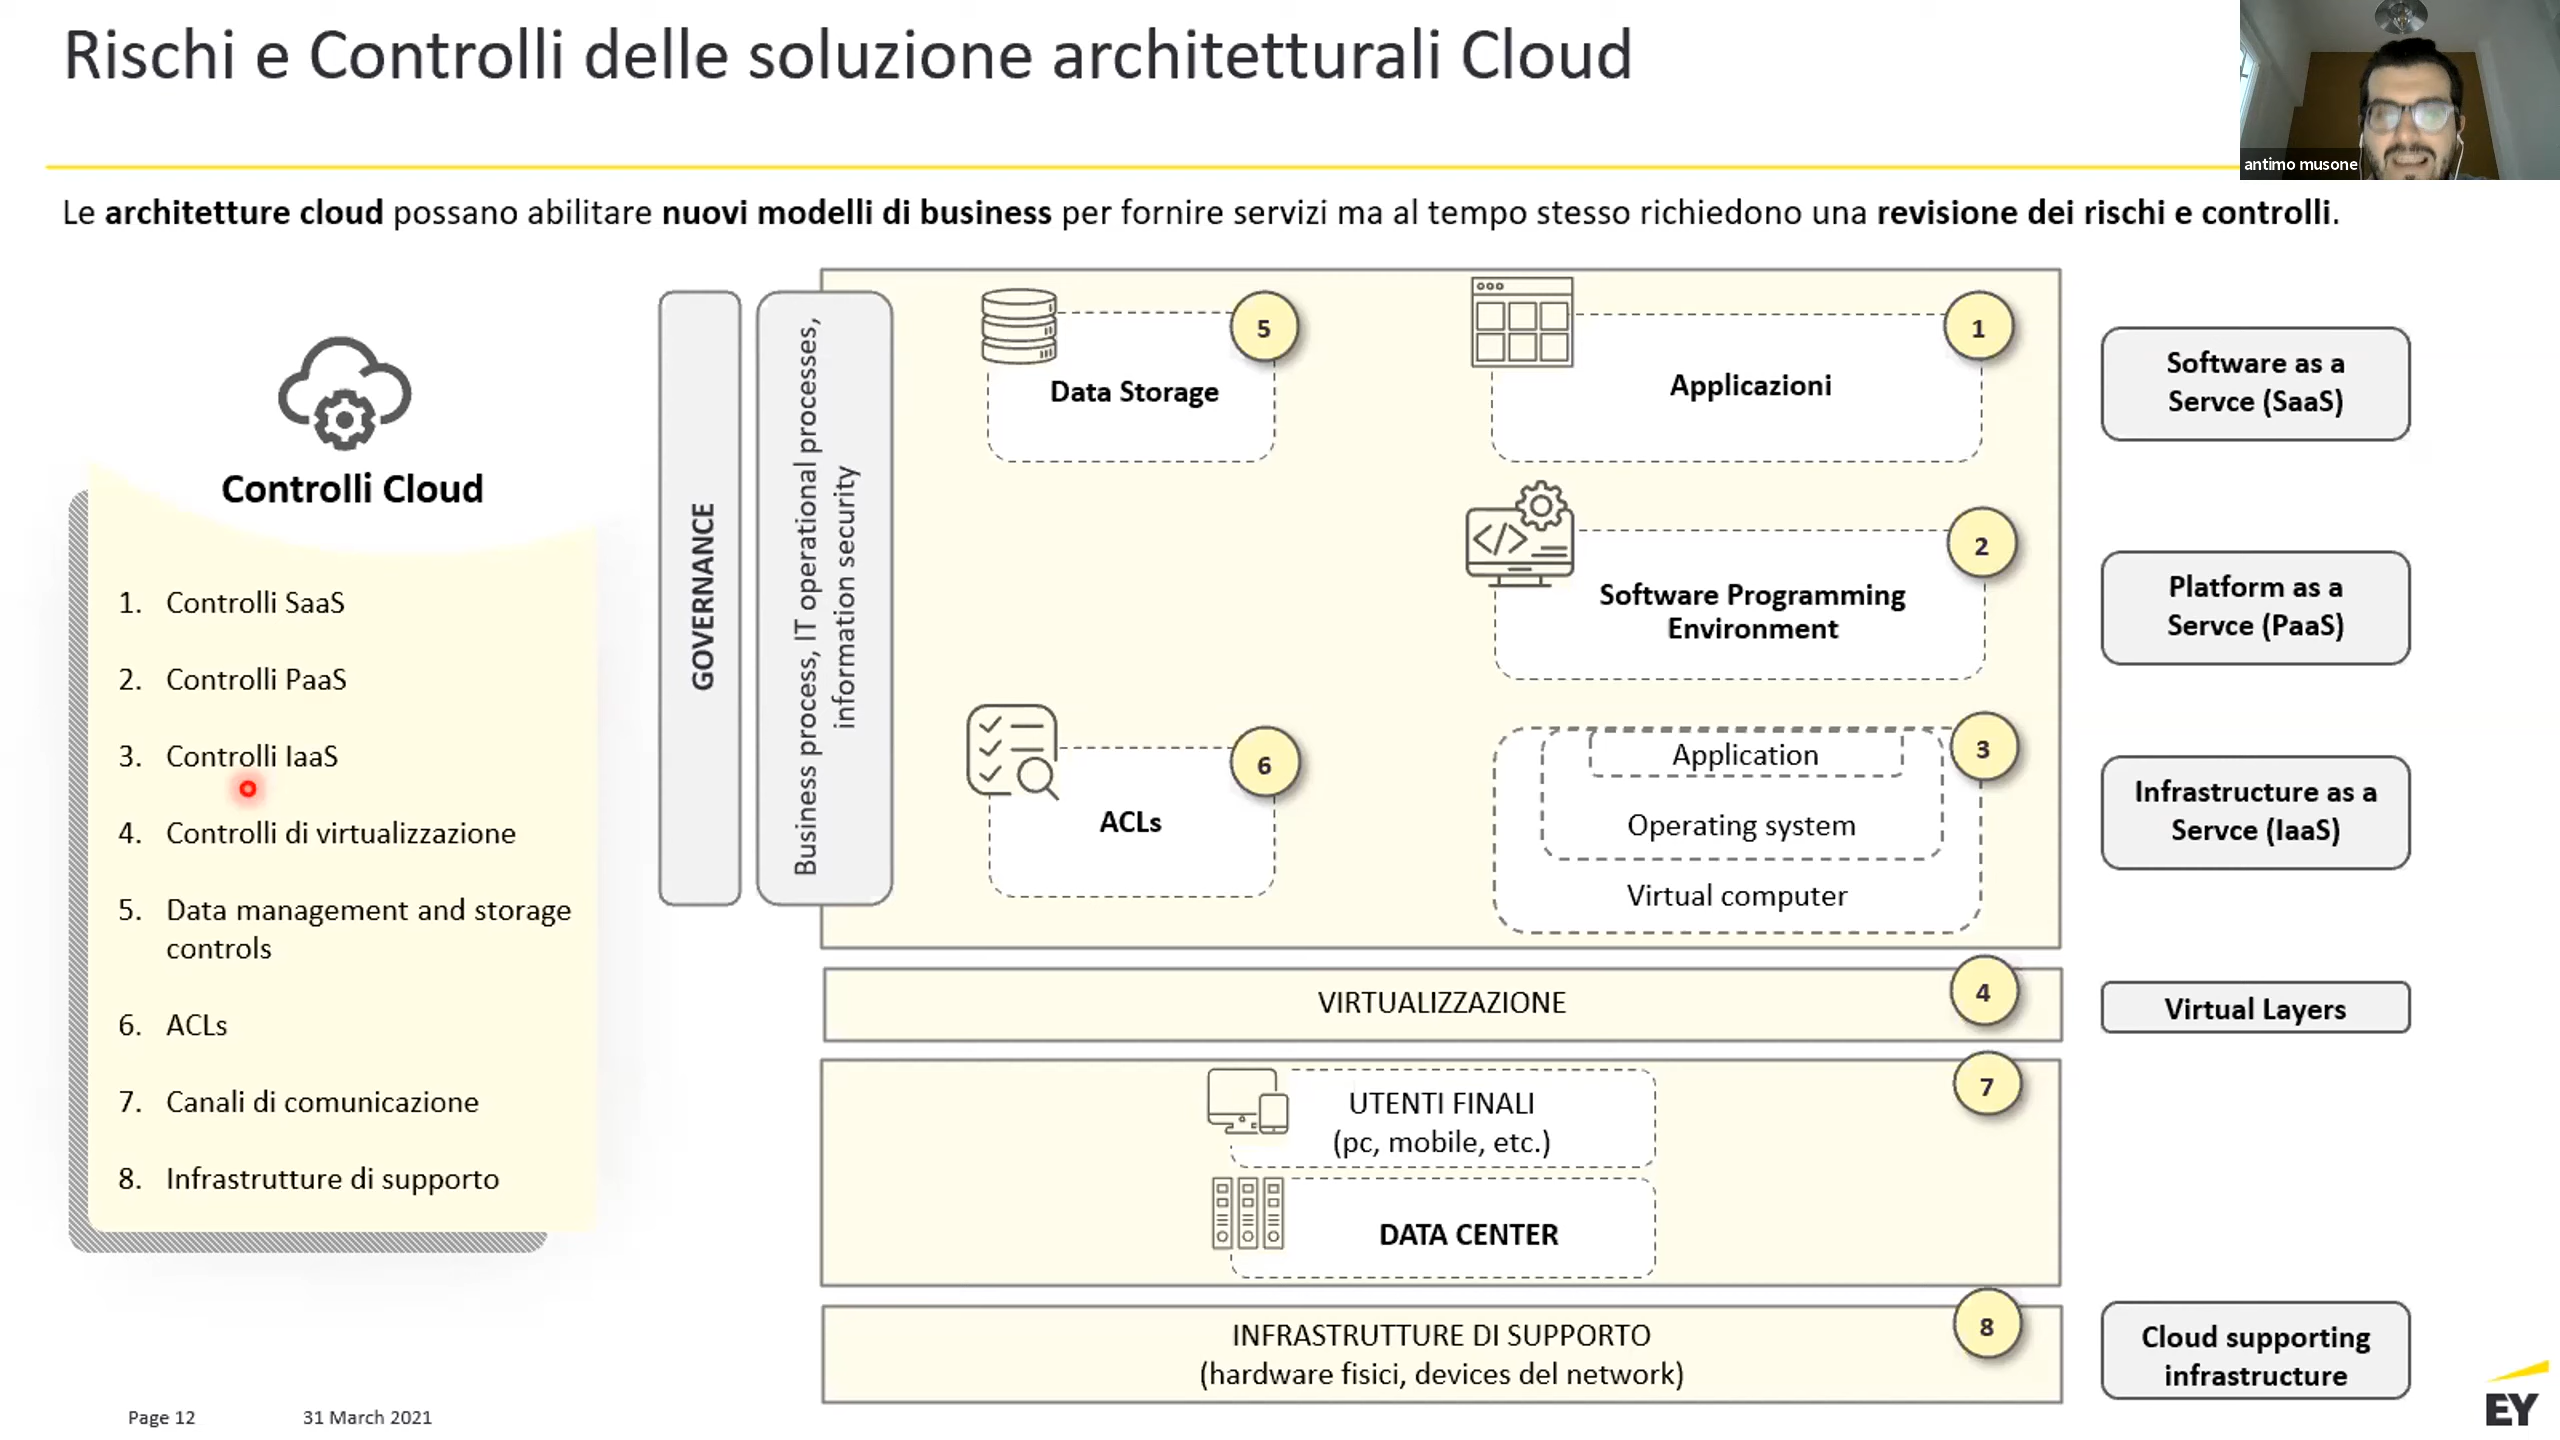 Rischi e Controlli delle soluzione architetturali Cloud
antimo musone
Le architetture cloud possano abilitare nuovi modelli di business per fornire servizi ma al tempo stesso richiedono una revisione dei rischi e controlli.
Controlli Cloud
1. Controlli SaaS
2. Controlli PaaS
3. Controlli IaaS
4. Controlli di virtualizzazione
5. Data management and storage
controls
6. ACLs
7. Canali di comunicazione
8. Infrastrutture di supporto
GOVERNANCE
Business process, IT operational processes,
information security
Data Storage
5
Applicazioni
1
Software as a
Servce (SaaS)
Software Programming
Environment
2
Platform as a
Servce (PaaS)
ACLs
6
Application
Operating system
Virtual computer
3
Infrastructure as a
Servce (IaaS)
VIRTUALIZZAZIONE
4
Virtual Layers
UTENTI FINALI
(pc, mobile, etc.)
7
DATA CENTER
INFRASTRUTTURE DI SUPPORTO
(hardware fisici, devices del network)
8
Cloud supporting
infrastructure
Page 12
31 March 2021
EY